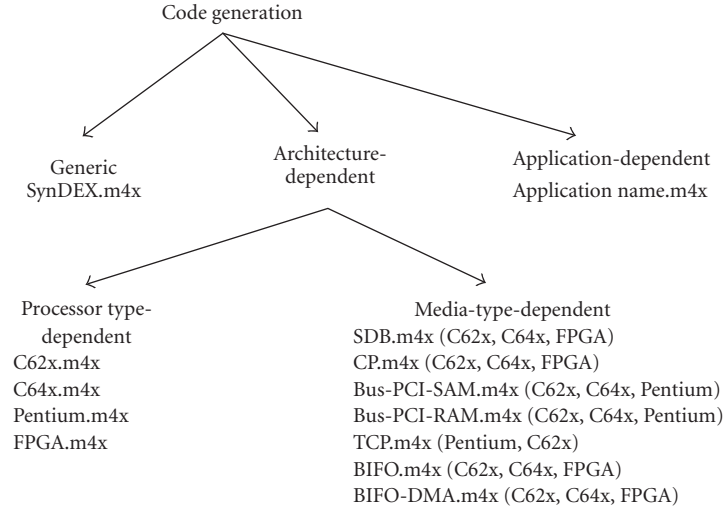 Code generation
Generic
SynDEX.m4x
Architecture-
dependent
Application-dependent
Application name.m4x
Processor type-
dependent
C62x.m4x
C64x.m4x
Pentium.m4x
FPGA.m4x
Media-type-dependent
SDB.m4x (C62x, C64x, FPGA)
CP.m4x (C62x, C64x, FPGA)
Bus-PCI-SAM.m4x (C62x, C64x, Pentium)
Bus-PCI-RAM.m4x (C62x, C64x, Pentium)
TCP.m4x (Pentium, C62x)
BIFO.m4x (C62x, C64x, FPGA)
BIFO-DMA.m4x (C62x, C64x, FPGA)